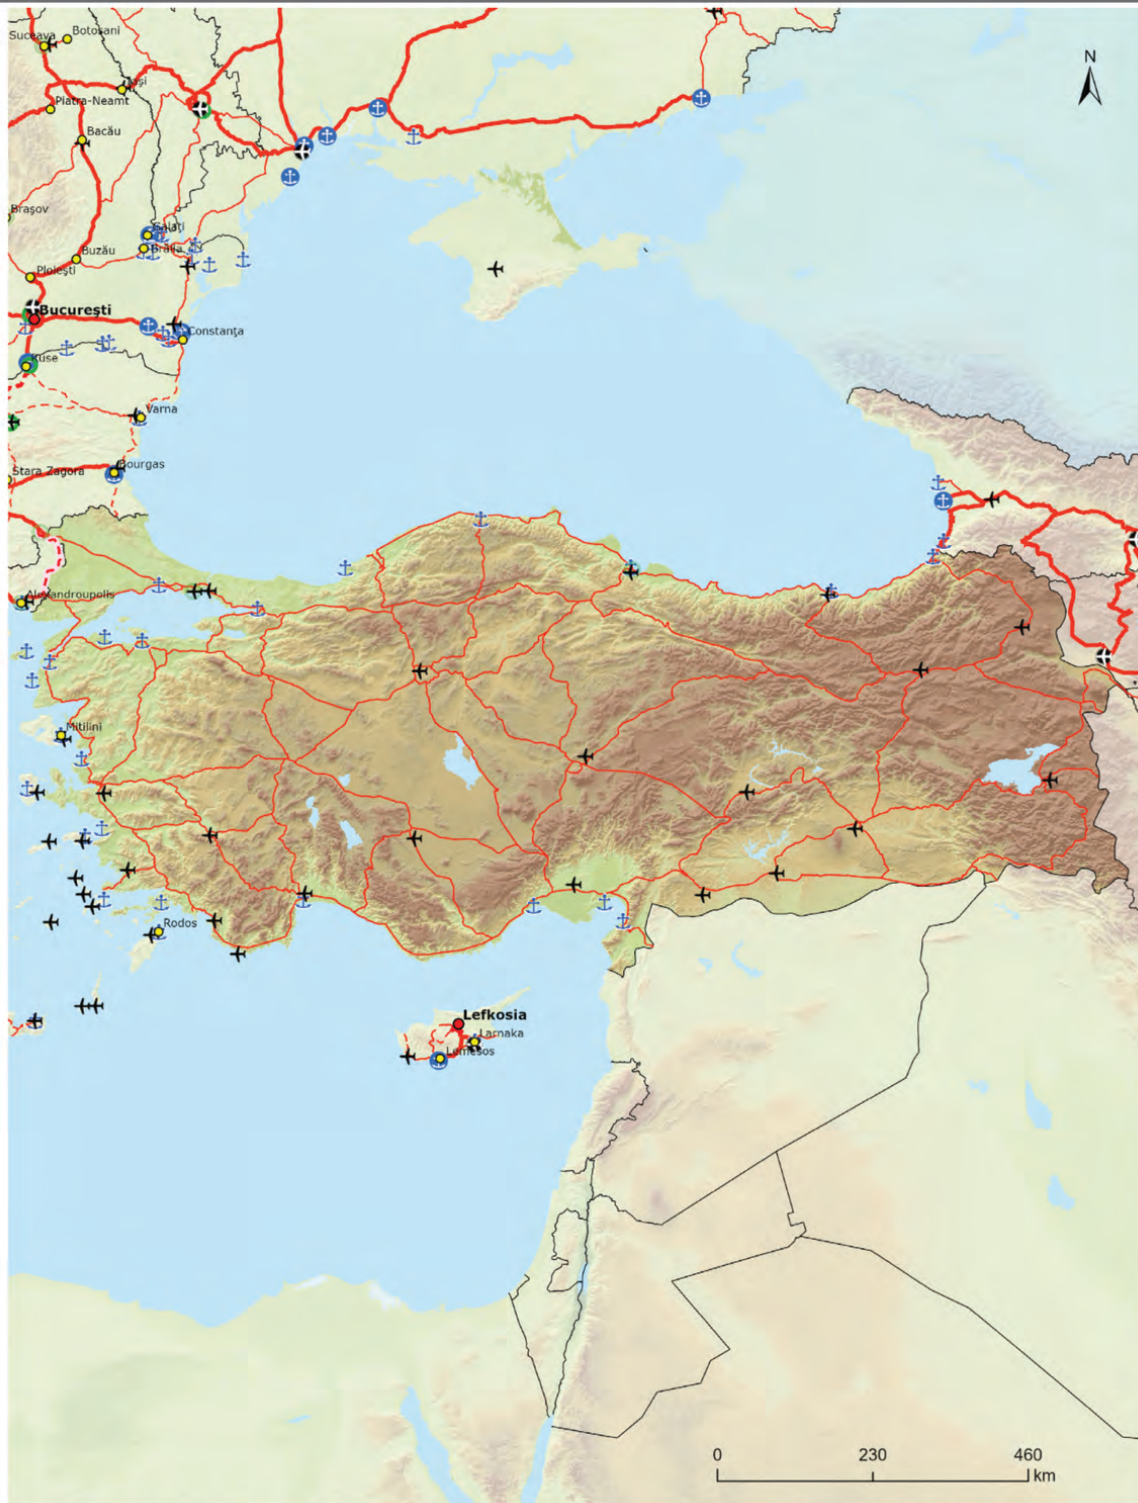 N
Botoșani
Suceava
Iași
Piatra-Neamț
Bacău
Brașov
Galați
Brăila
Buzău
Ploiești
București
Constanța
Ruse
Varna
Bourgas
Stara Zagora
Alexandroupolis
Mitilini
Rodos
Lefkosia
Larnaka
Lemesos
0 230 460
km